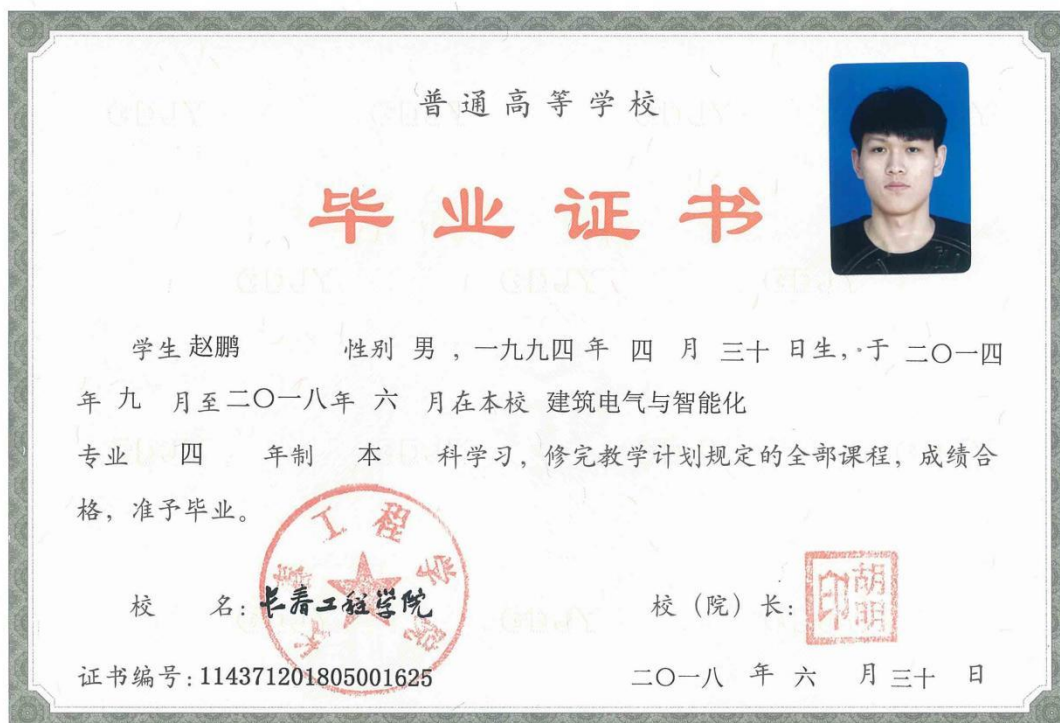 普通高等学校
毕业证书
学生 赵鹏 性别 男 ，一九九四 年 四 月 三十 日生，于 二〇一四
年 九 月至二〇一八年 六 月在本校 建筑电气与智能化
专业 四 年制 本 科学习，修完教学计划规定的全部课程，成绩合
格，准予毕业。
长春工程学院
校 名：长春工程学院
校（院）长：
胡明印
证书编号：114371201805001625
二〇一八 年 六 月 三十 日